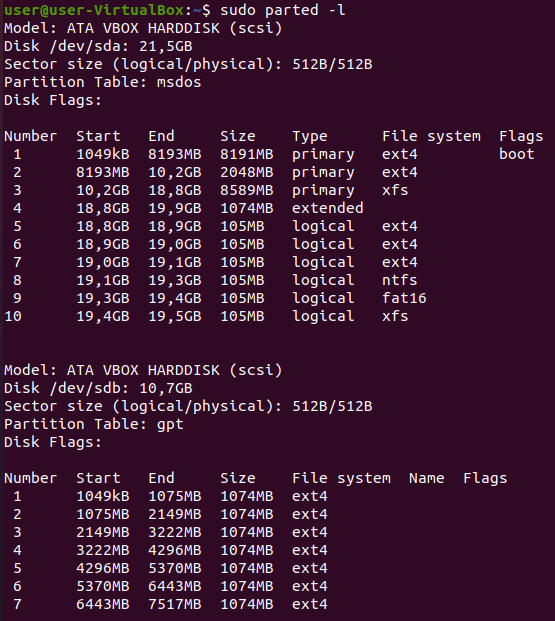 user@user-VirtualBox:~$ sudo parted -l
Model: ATA VBOX HARDDISK (scsi)
Disk /dev/sda: 21,5GB
Sector size (logical/physical): 512B/512B
Partition Table: msdos
Disk Flags:
Number  Start   End     Size    Type      File system  Flags
 1      1049kB  8193MB  8191MB  primary   ext4         boot
 2      8193MB  10,2GB  2048MB  primary   ext4
 3      10,2GB  18,8GB  8589MB  primary   xfs
 4      18,8GB  19,9GB  1074MB  extended
 5      18,8GB  18,9GB  105MB   logical   ext4
 6      18,9GB  19,0GB  105MB   logical   ext4
 7      19,0GB  19,1GB  105MB   logical   ext4
 8      19,1GB  19,3GB  105MB   logical   ntfs
 9      19,3GB  19,4GB  105MB   logical   fat16
10      19,4GB  19,5GB  105MB   logical   xfs
Model: ATA VBOX HARDDISK (scsi)
Disk /dev/sdb: 10,7GB
Sector size (logical/physical): 512B/512B
Partition Table: gpt
Disk Flags:
Number  Start   End     Size    File system  Name  Flags
 1      1049kB  1075MB  1074MB  ext4
 2      1075MB  2149MB  1074MB  ext4
 3      2149MB  3222MB  1074MB  ext4
 4      3222MB  4296MB  1074MB  ext4
 5      4296MB  5370MB  1074MB  ext4
 6      5370MB  6443MB  1074MB  ext4
 7      6443MB  7517MB  1074MB  ext4